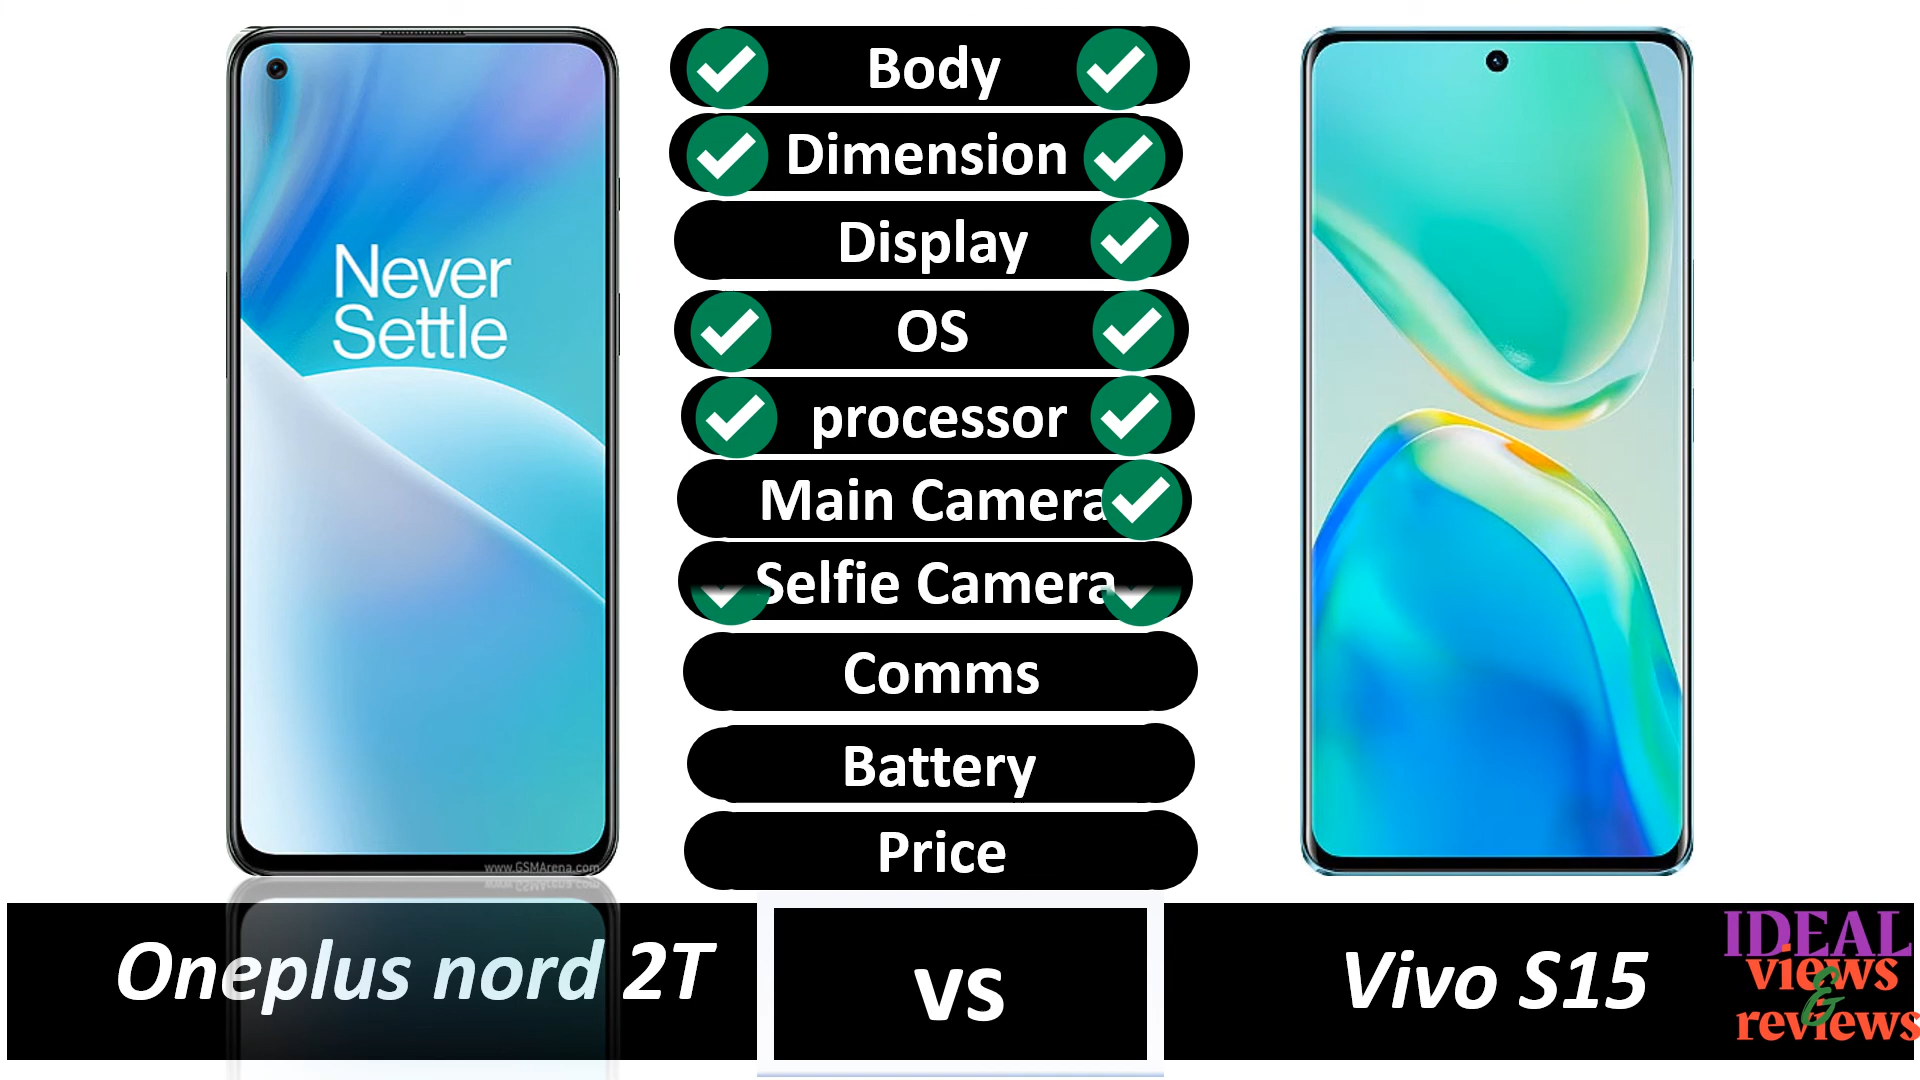 Never
Settle
www.GSMArena.com
Body
Dimension
Display
OS
processor
Main Camera
Selfie Camera
Comms
Battery
Price
Oneplus nord 2T
vs
Vivo S15
IDEAL
views
&
reviews